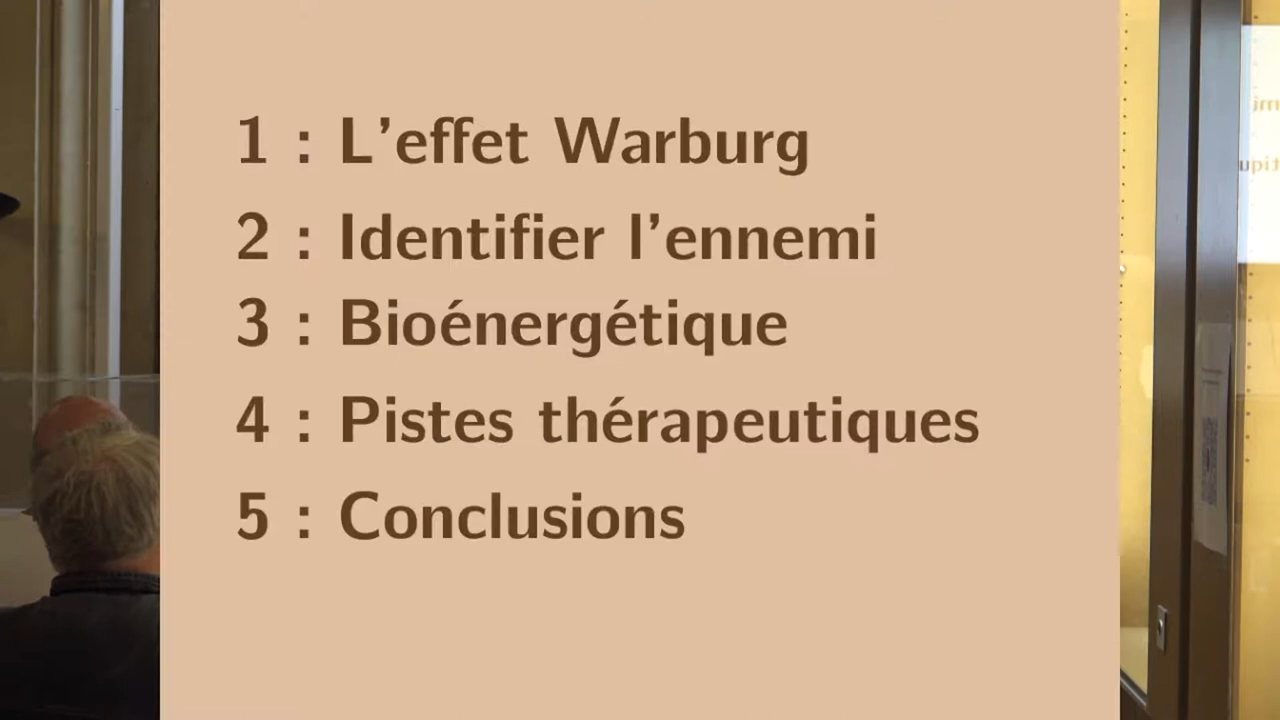 1 : L'effet Warburg
2 : Identifier l'ennemi
3 : Bioénergétique
4 : Pistes thérapeutiques
5 : Conclusions